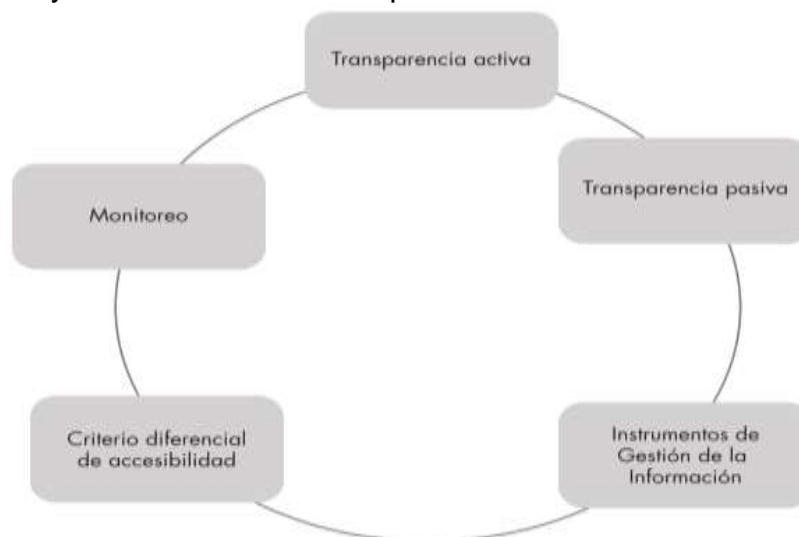 Transparencia activa
Transparencia pasiva
Instrumentos de
Gestión de la
Información
Criterio diferencial
de accesibilidad
Monitoreo